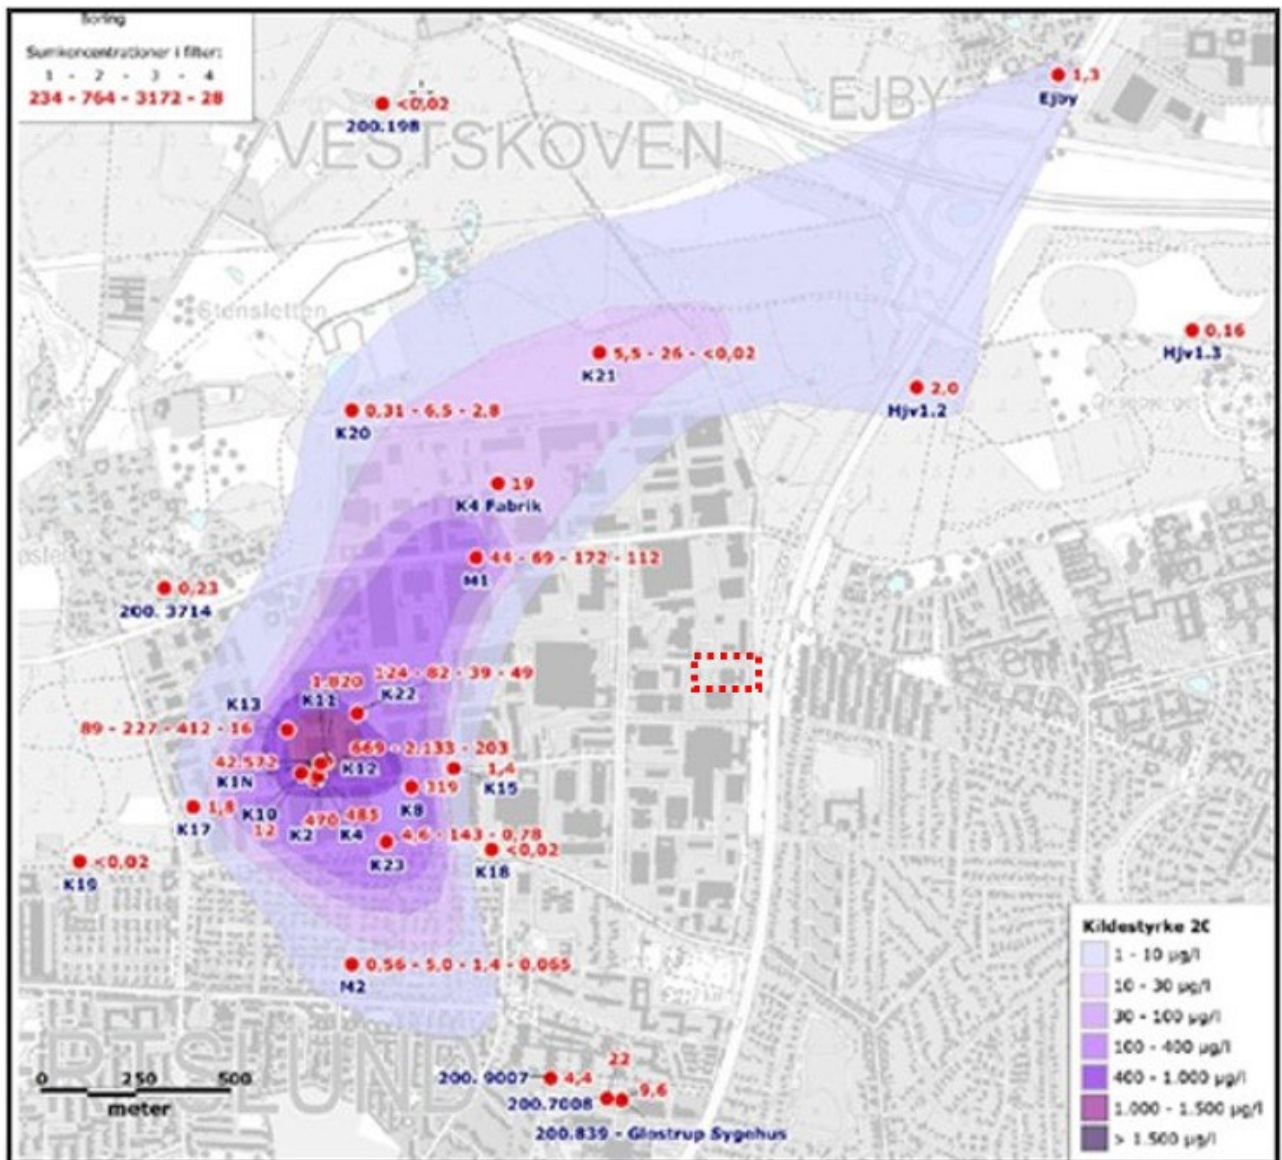 Boring
Sumkoncentrationer i filter:
1 - 2 - 3 - 4
234 - 764 - 3172 - 28
<0,02
200.198
VESTSKOVEN
EJBY
1,3
Ejby
Stensletten
0,16
Hjv1.3
5,5 - 26 - <0,02
K21
2,0
Hjv1.2
0,31 - 6,5 - 2,8
K20
19
K4 Fabrik
44 - 69 - 172 - 112
M1
0,23
200. 3714
124 - 82 - 39 - 49
1.820
K22
K11
K13
89 - 227 - 412 - 16
669 - 2.133 - 203
42.572
K12
1,4
K1N
K15
319
1,8
K10
K8
K17
470
485
12
K2
K4
4,6 - 143 - 0,78
<0,02
K23
K18
<0,02
K19
0,56 - 5,0 - 1,4 - 0,065
M2
RTSLUND
22
200. 9007
4,4
9,6
200.7008
200.839 - Glostrup Sygehus
0 250 500
meter
Kildestyrke 2C
1 - 10 µg/l
10 - 30 µg/l
30 - 100 µg/l
100 - 400 µg/l
400 - 1.000 µg/l
1.000 - 1.500 µg/l
> 1.500 µg/l